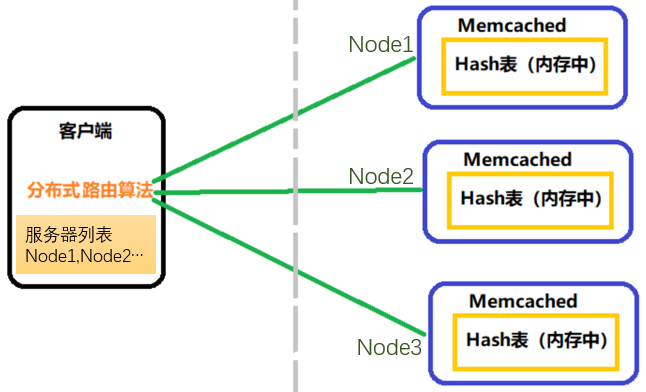 Memcached
Node1
Hash表（内存中）
客户端
分布式路由算法
服务器列表
Node1,Node2…
Memcached
Node2
Hash表（内存中）
Memcached
Hash表（内存中）
Node3